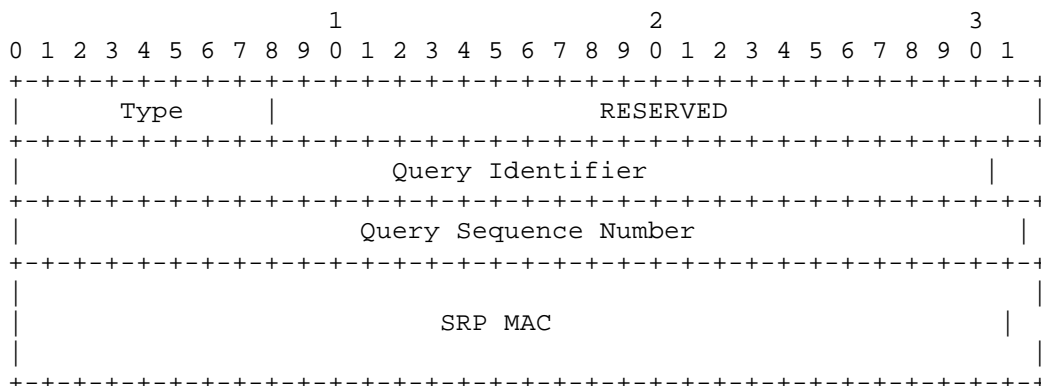 1 2 3
0 1 2 3 4 5 6 7 8 9 0 1 2 3 4 5 6 7 8 9 0 1 2 3 4 5 6 7 8 9 0 1
+-+-+-+-+-+-+-+-+-+-+-+-+-+-+-+-+-+-+-+-+-+-+-+-+-+-+-+-+-+-+-+-+
| Type | RESERVED |
+-+-+-+-+-+-+-+-+-+-+-+-+-+-+-+-+-+-+-+-+-+-+-+-+-+-+-+-+-+-+-+-+
| Query Identifier |
+-+-+-+-+-+-+-+-+-+-+-+-+-+-+-+-+-+-+-+-+-+-+-+-+-+-+-+-+-+-+-+-+
| Query Sequence Number |
+-+-+-+-+-+-+-+-+-+-+-+-+-+-+-+-+-+-+-+-+-+-+-+-+-+-+-+-+-+-+-+-+
| |
| SRP MAC |
| |
+-+-+-+-+-+-+-+-+-+-+-+-+-+-+-+-+-+-+-+-+-+-+-+-+-+-+-+-+-+-+-+-+